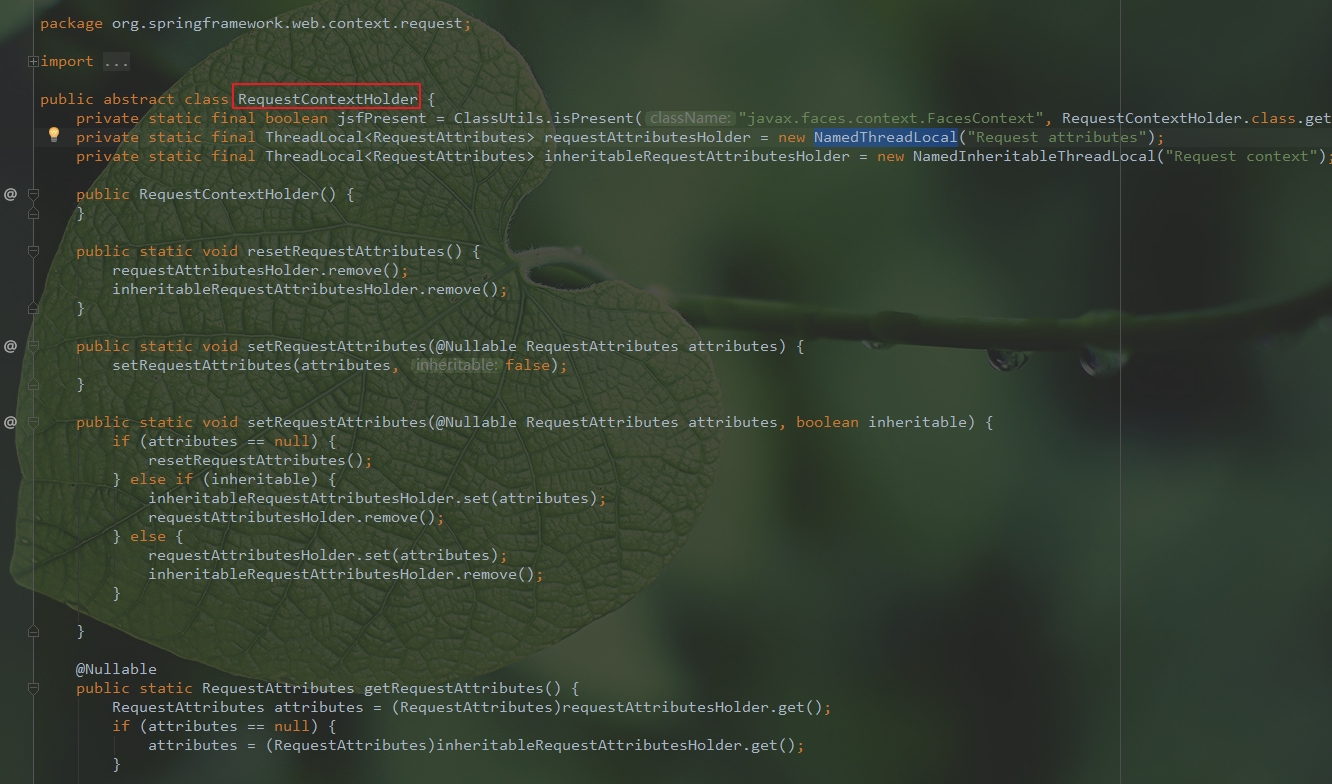 package org.springframework.web.context.request;
import ...
public abstract class RequestContextHolder {
private static final boolean jsfPresent = ClassUtils.isPresent( className: "javax.faces.context.FacesContext", RequestContextHolder.class.get
private static final ThreadLocal<RequestAttributes> requestAttributesHolder = new NamedThreadLocal("Request attributes");
private static final ThreadLocal<RequestAttributes> inheritableRequestAttributesHolder = new NamedInheritableThreadLocal("Request context");
@ public RequestContextHolder() {
}
public static void resetRequestAttributes() {
requestAttributesHolder.remove();
inheritableRequestAttributesHolder.remove();
}
@ public static void setRequestAttributes(@Nullable RequestAttributes attributes) {
setRequestAttributes(attributes, inheritable: false);
}
@ public static void setRequestAttributes(@Nullable RequestAttributes attributes, boolean inheritable) {
if (attributes == null) {
resetRequestAttributes();
} else if (inheritable) {
inheritableRequestAttributesHolder.set(attributes);
requestAttributesHolder.remove();
} else {
requestAttributesHolder.set(attributes);
inheritableRequestAttributesHolder.remove();
}
}
@Nullable
public static RequestAttributes getRequestAttributes() {
RequestAttributes attributes = (RequestAttributes)requestAttributesHolder.get();
if (attributes == null) {
attributes = (RequestAttributes)inheritableRequestAttributesHolder.get();
}